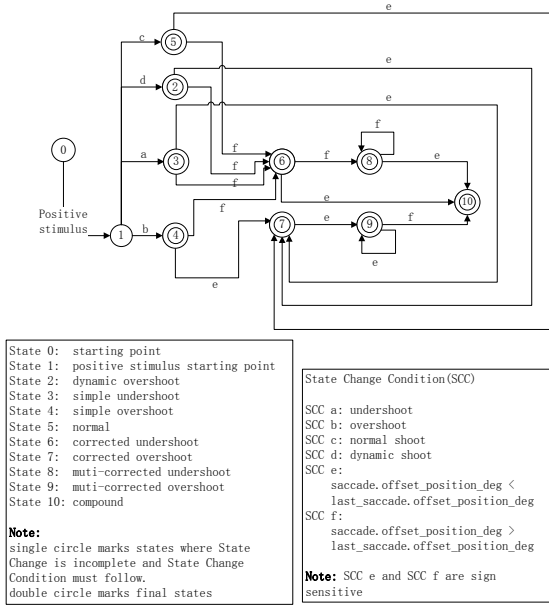 e
c
5
e
d
2
e
f
0
f
f
a
3
6
f
8
e
f
f
e
10
Positive
stimulus
1
b
4
7
e
9
f
e
e
State 0: starting point
State 1: positive stimulus starting point
State 2: dynamic overshoot
State 3: simple undershoot
State 4: simple overshoot
State 5: normal
State 6: corrected undershoot
State 7: corrected overshoot
State 8: muti-corrected undershoot
State 9: muti-corrected overshoot
State 10: compound
Note:
single circle marks states where State
Change is incomplete and State Change
Condition must follow.
double circle marks final states
State Change Condition(SCC)
SCC a: undershoot
SCC b: overshoot
SCC c: normal shoot
SCC d: dynamic shoot
SCC e:
saccade.offset_position_deg <
last_saccade.offset_position_deg
SCC f:
saccade.offset_position_deg >
last_saccade.offset_position_deg
Note: SCC e and SCC f are sign
sensitive